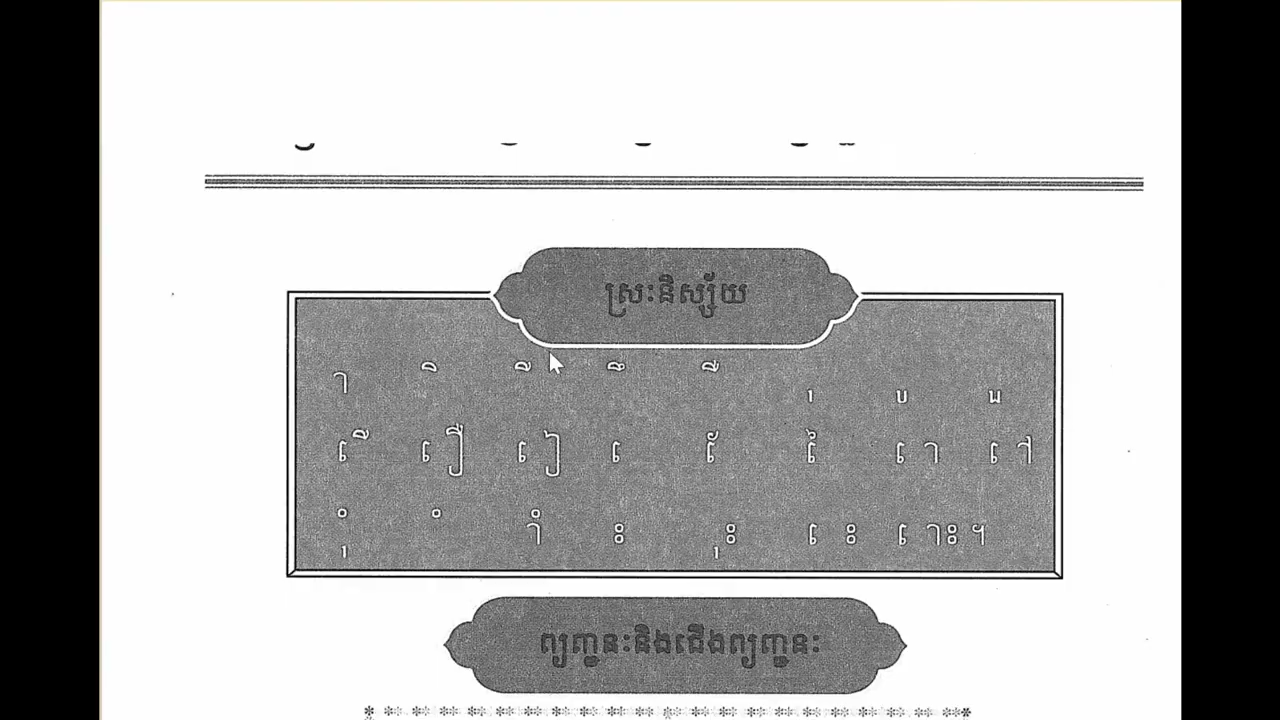 ស្រះនិស្ស័យ
ា ិ ី ឹ ឺ ុ ូ ួ
ើ ឿ ៀ េ ែ ៃ ោ ៅ
ុំ ំ ាំ ះ ុះ េះ ោះ ។
ព្យញ្ជនះនិងជើងព្យញ្ជនះ